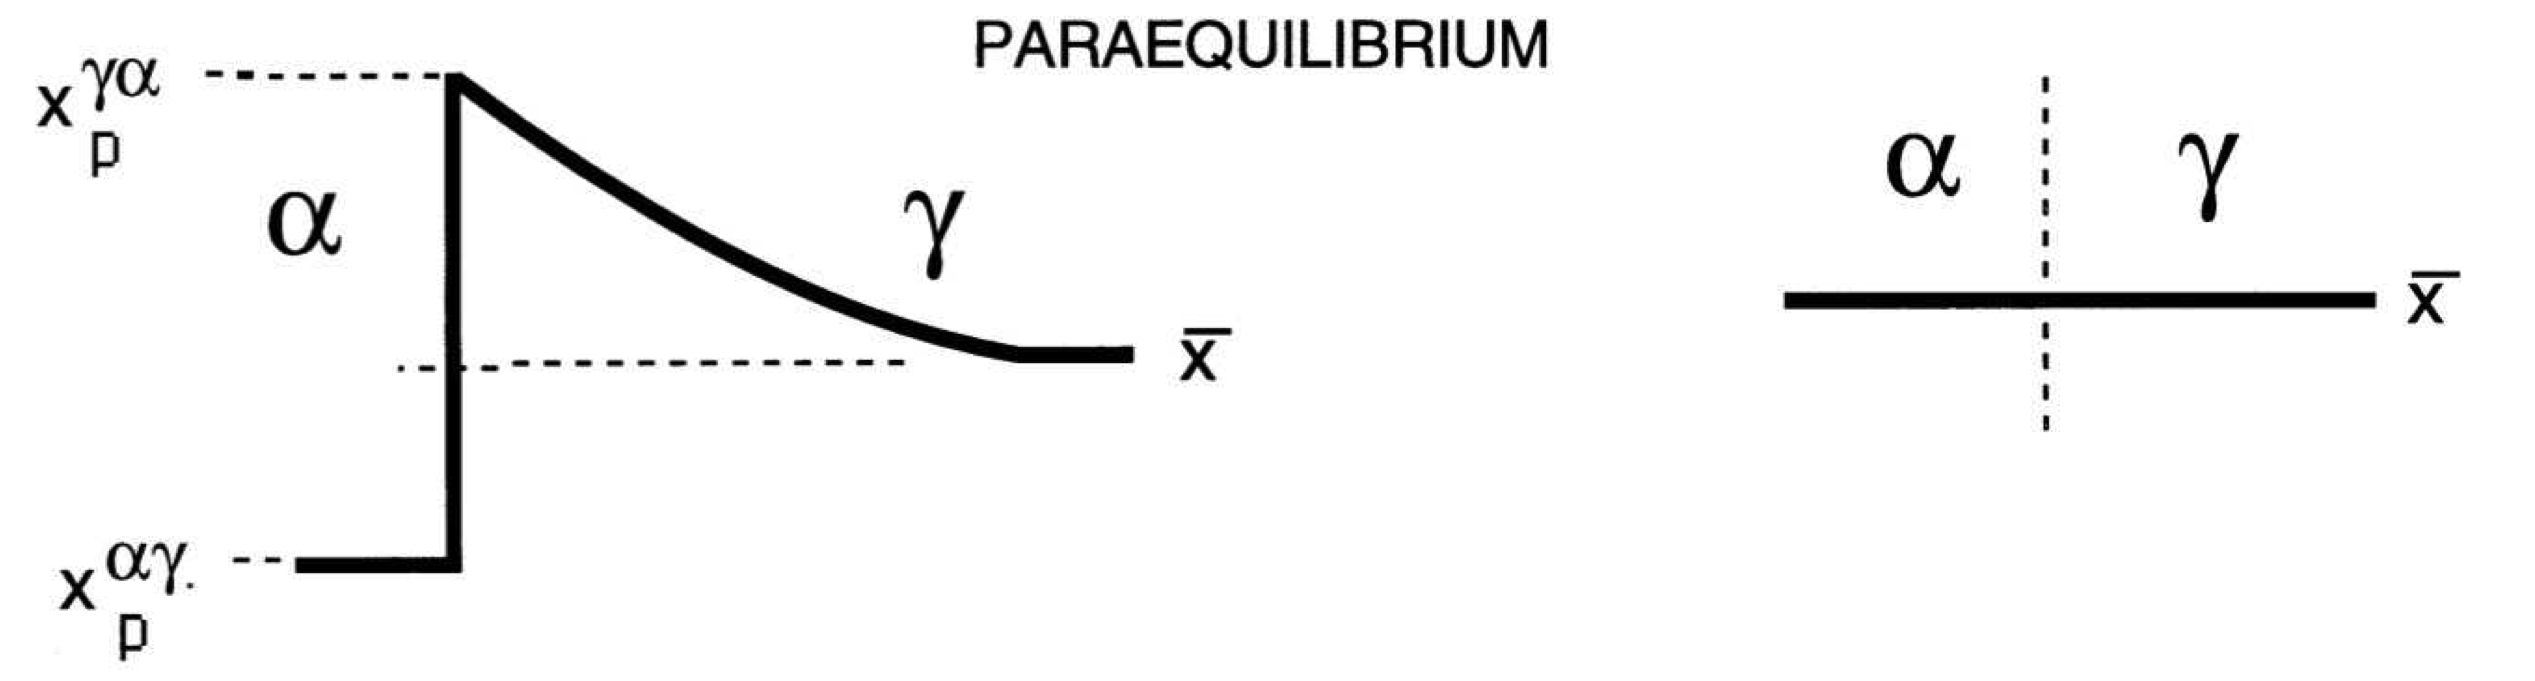 PARAEQUILIBRIUM
x_p^γα
α
γ
x̄
x_p^αγ.
α
γ
x̄